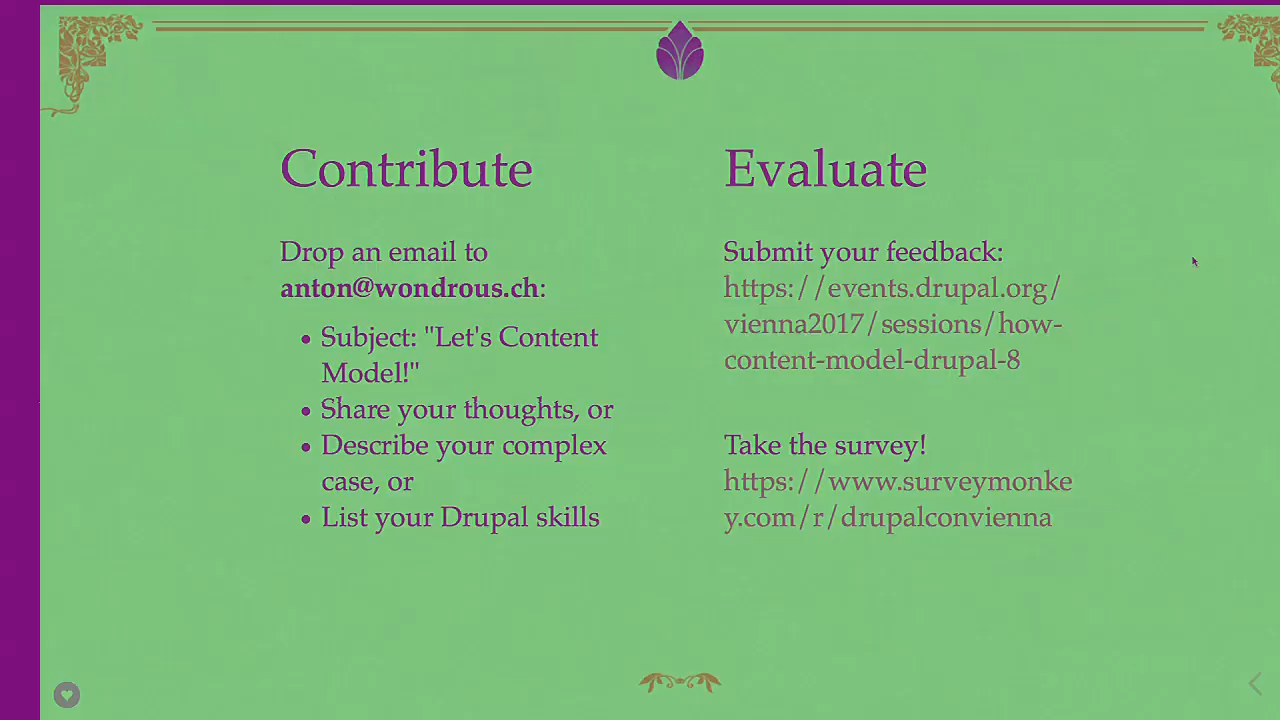 Contribute
Drop an email to
anton@wondrous.ch:
• Subject: "Let's Content
Model!"
• Share your thoughts, or
• Describe your complex
case, or
• List your Drupal skills
Evaluate
Submit your feedback:
https://events.drupal.org/
vienna2017/sessions/how-
content-model-drupal-8
Take the survey!
https://www.surveymonke
y.com/r/drupalconvienna